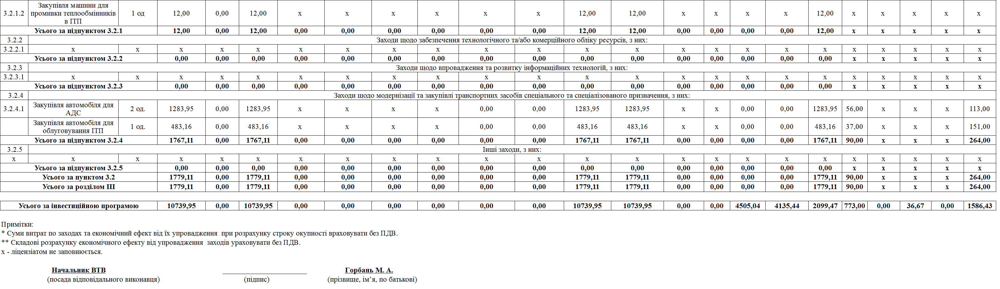 3.2.1.2 Закупівля машини для промивки теплообмінників в ІТП 1 од 12,00 0,00 12,00 х х х х х х 12,00 12,00 х х х х 12,00 х х х х х
Усього за підпунктом 3.2.1 12,00 0,00 12,00 0,00 0,00 0,00 0,00 0,00 0,00 12,00 12,00 0,00 0,00 0,00 0,00 12,00 х х х х х
3.2.2 Заходи щодо забезпечення технологічного та/або комерційного обліку ресурсів, з них:
3.2.2.1 х х х х х х х х х х х х х х х х х х х х х х х
Усього за підпунктом 3.2.2 0,00 0,00 0,00 0,00 0,00 0,00 0,00 0,00 0,00 0,00 0,00 0,00 0,00 0,00 0,00 0,00 х х х х х
3.2.3 Заходи щодо впровадження та розвитку інформаційних технологій, з них:
3.2.3.1 х х х х х х х х х х х х х х х х х х х х х х х
Усього за підпунктом 3.2.3 0,00 0,00 0,00 0,00 0,00 0,00 0,00 0,00 0,00 0,00 0,00 0,00 0,00 0,00 0,00 0,00 х х х х х
3.2.4 Заходи щодо модернізації та закупівлі транспортних засобів спеціального та спеціалізованого призначення, з них:
3.2.4.1 Закупівля автомобіля для АДС 2 од. 1283,95 0,00 1283,95 х х х х 0,00 0,00 1283,95 1283,95 х х 0,00 0,00 1283,95 56,00 х х х 113,00
Закупівля автомобіля для облуговування ІТП 1 од. 483,16 0,00 483,16 х х х х 0,00 0,00 483,16 483,16 х х 0,00 0,00 483,16 37,00 х х х 151,00
Усього за підпунктом 3.2.4 1767,11 0,00 1767,11 0,00 0,00 0,00 0,00 0,00 0,00 1767,11 1767,11 0,00 0,00 0,00 0,00 1767,11 90,00 х х х 264,00
3.2.5 Інші заходи, з них:
х х х х х х х х х х х х х х х х х х х х х х х х
Усього за підпунктом 3.2.5 0,00 0,00 0,00 0,00 0,00 0,00 0,00 0,00 0,00 0,00 0,00 0,00 0,00 0,00 0,00 0,00 х х х х х
Усього за пунктом 3.2 1779,11 0,00 1779,11 0,00 0,00 0,00 0,00 0,00 0,00 1779,11 1779,11 0,00 0,00 0,00 0,00 1779,11 90,00 х х х 264,00
Усього за розділом ІІІ 1779,11 0,00 1779,11 0,00 0,00 0,00 0,00 0,00 0,00 1779,11 1779,11 0,00 0,00 0,00 0,00 1779,11 90,00 х х х 264,00
Усього за інвестиційною програмою 10739,95 0,00 10739,95 0,00 0,00 0,00 0,00 0,00 0,00 10739,95 10739,95 0,00 0,00 4505,04 4135,44 2099,47 773,00 0,00 36,67 0,00 1586,43
Примітки:
* Суми витрат по заходах та економічний ефект від їх упровадження при розрахунку строку окупності враховувати без ПДВ.
** Складові розрахунку економічного ефекту від упровадження заходів ураховувати без ПДВ.
х - ліцензіатом не заповнюється.
Начальник ВТВ Горбань М. А.
(посада відповідального виконавця) (підпис) (прізвище, ім’я, по батькові)